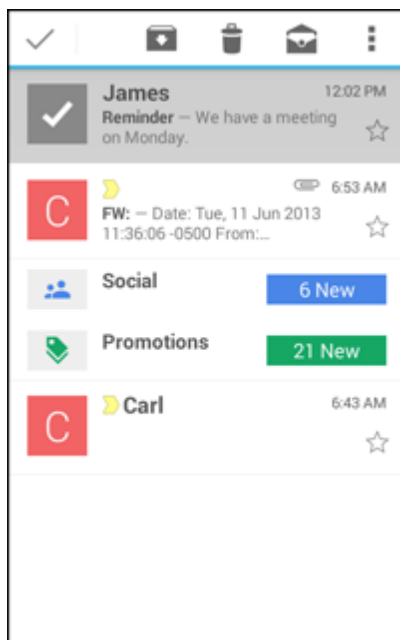 James 12:02 PM
Reminder — We have a meeting
on Monday.
C 6:53 AM
FW: — Date: Tue, 11 Jun 2013
11:36:06 -0500 From:...
Social 6 New
Promotions 21 New
C Carl 6:43 AM